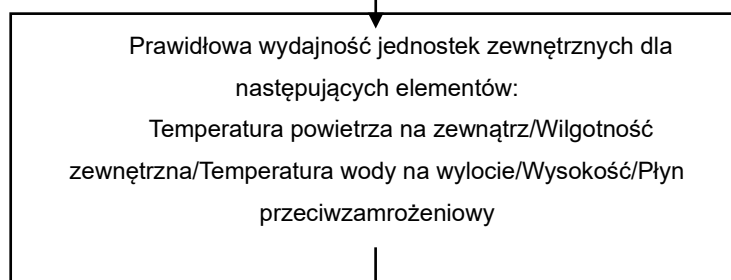 Prawidłowa wydajność jednostek zewnętrznych dla
następujących elementów:
Temperatura powietrza na zewnątrz/Wilgotność
zewnętrzna/Temperatura wody na wylocie/Wysokość/Płyn
przeciwzamrożeniowy